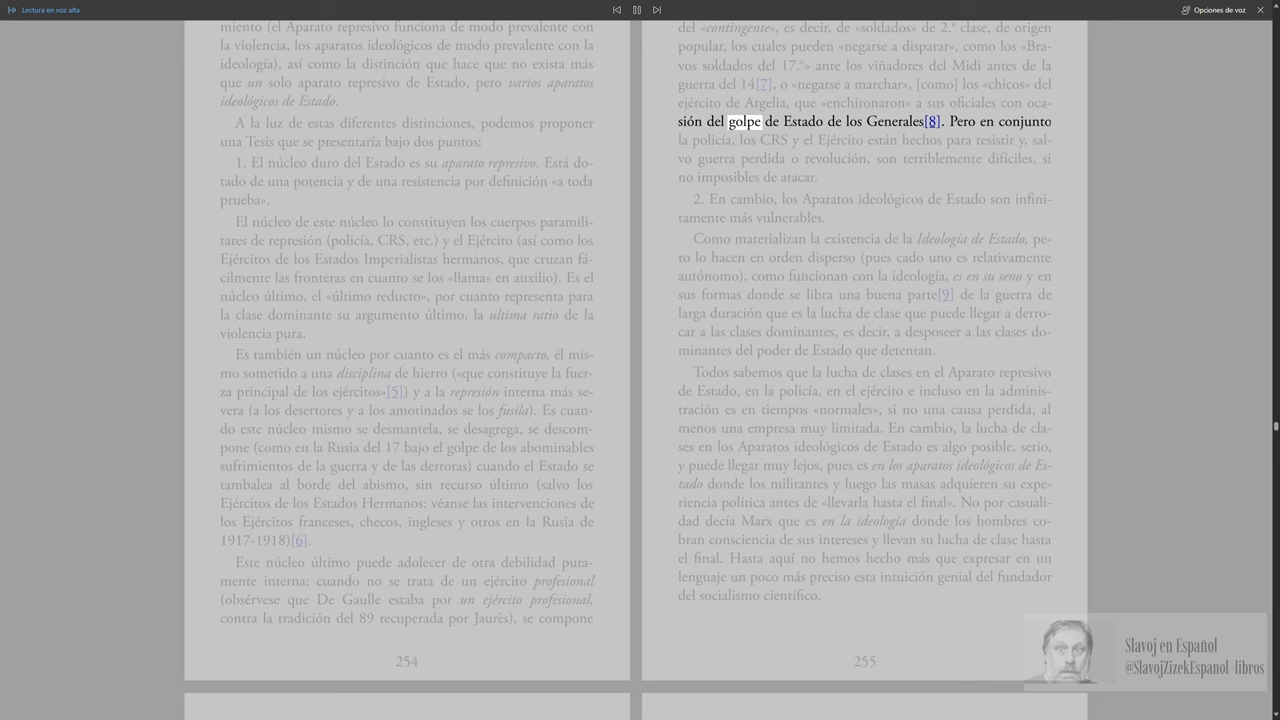 Lectura en voz alta
Opciones de voz
miento (el Aparato represivo funciona de modo prevalente con
la violencia, los aparatos ideológicos de modo prevalente con la
ideología), así como la distinción que hace que no exista más
que un solo aparato represivo de Estado, pero varios aparatos
ideológicos de Estado.
A la luz de estas diferentes distinciones, podemos proponer
una Tesis que se presentaría bajo dos puntos:
1. El núcleo duro del Estado es su aparato represivo. Está do-
tado de una potencia y de una resistencia por definición «a toda
prueba».
El núcleo de este núcleo lo constituyen los cuerpos paramili-
tares de represión (policía, CRS, etc.) y el Ejército (así como los
Ejércitos de los Estados Imperialistas hermanos, que cruzan fá-
cilmente las fronteras en cuanto se los «llama» en auxilio). Es el
núcleo último, el «último reducto», por cuanto representa para
la clase dominante su argumento último, la ultima ratio de la
violencia pura.
Es también un núcleo por cuanto es el más compacto, él mis-
mo sometido a una disciplina de hierro («que constituye la fuer-
za principal de los ejércitos»[5]) y a la represión interna más se-
vera (a los desertores y a los amotinados se los fusila). Es cuan-
do este núcleo mismo se desmantela, se desagrega, se descom-
pone (como en la Rusia del 17 bajo el golpe de los abominables
sufrimientos de la guerra y de las derrotas) cuando el Estado se
tambalea al borde del abismo, sin recurso último (salvo los
Ejércitos de los Estados Hermanos: véanse las intervenciones de
los Ejércitos franceses, checos, ingleses y otros en la Rusia de
1917-1918)[6].
Este núcleo último puede adolecer de otra debilidad pura-
mente interna: cuando no se trata de un ejército profesional
(obsérvese que De Gaulle estaba por un ejército profesional,
contra la tradición del 89 recuperada por Jaurès), se compone
254
del «contingente», es decir, de «soldados» de 2.ª clase, de origen
popular, los cuales pueden «negarse a disparar», como los «Bra-
vos soldados del 17.º» ante los viñadores del Midi antes de la
guerra del 14[7], o «negarse a marchar», [como] los «chicos» del
ejército de Argelia, que «enchironaron» a sus oficiales con oca-
sión del golpe de Estado de los Generales[8]. Pero en conjunto
la policía, los CRS y el Ejército están hechos para resistir y, sal-
vo guerra perdida o revolución, son terriblemente difíciles, si
no imposibles de atacar.
2. En cambio, los Aparatos ideológicos de Estado son infini-
tamente más vulnerables.
Como materializan la existencia de la Ideología de Estado, pe-
ro lo hacen en orden disperso (pues cada uno es relativamente
autónomo), como funcionan con la ideología, es en su seno y en
sus formas donde se libra una buena parte[9] de la guerra de
larga duración que es la lucha de clase que puede llegar a derro-
car a las clases dominantes, es decir, a desposeer a las clases do-
minantes del poder de Estado que detentan.
Todos sabemos que la lucha de clases en el Aparato represivo
de Estado, en la policía, en el ejército e incluso en la adminis-
tración es en tiempos «normales», si no una causa perdida, al
menos una empresa muy limitada. En cambio, la lucha de cla-
ses en los Aparatos ideológicos de Estado es algo posible, serio,
y puede llegar muy lejos, pues es en los aparatos ideológicos de Es-
tado donde los militantes y luego las masas adquieren su expe-
riencia política antes de «llevarla hasta el final». No por casuali-
dad decía Marx que es en la ideología donde los hombres co-
bran consciencia de sus intereses y llevan su lucha de clase hasta
el final. Hasta aquí no hemos hecho más que expresar en un
lenguaje un poco más preciso esta intuición genial del fundador
del socialismo científico.
255
Slavoj en Español
@SlavojZizekEspanol-libros